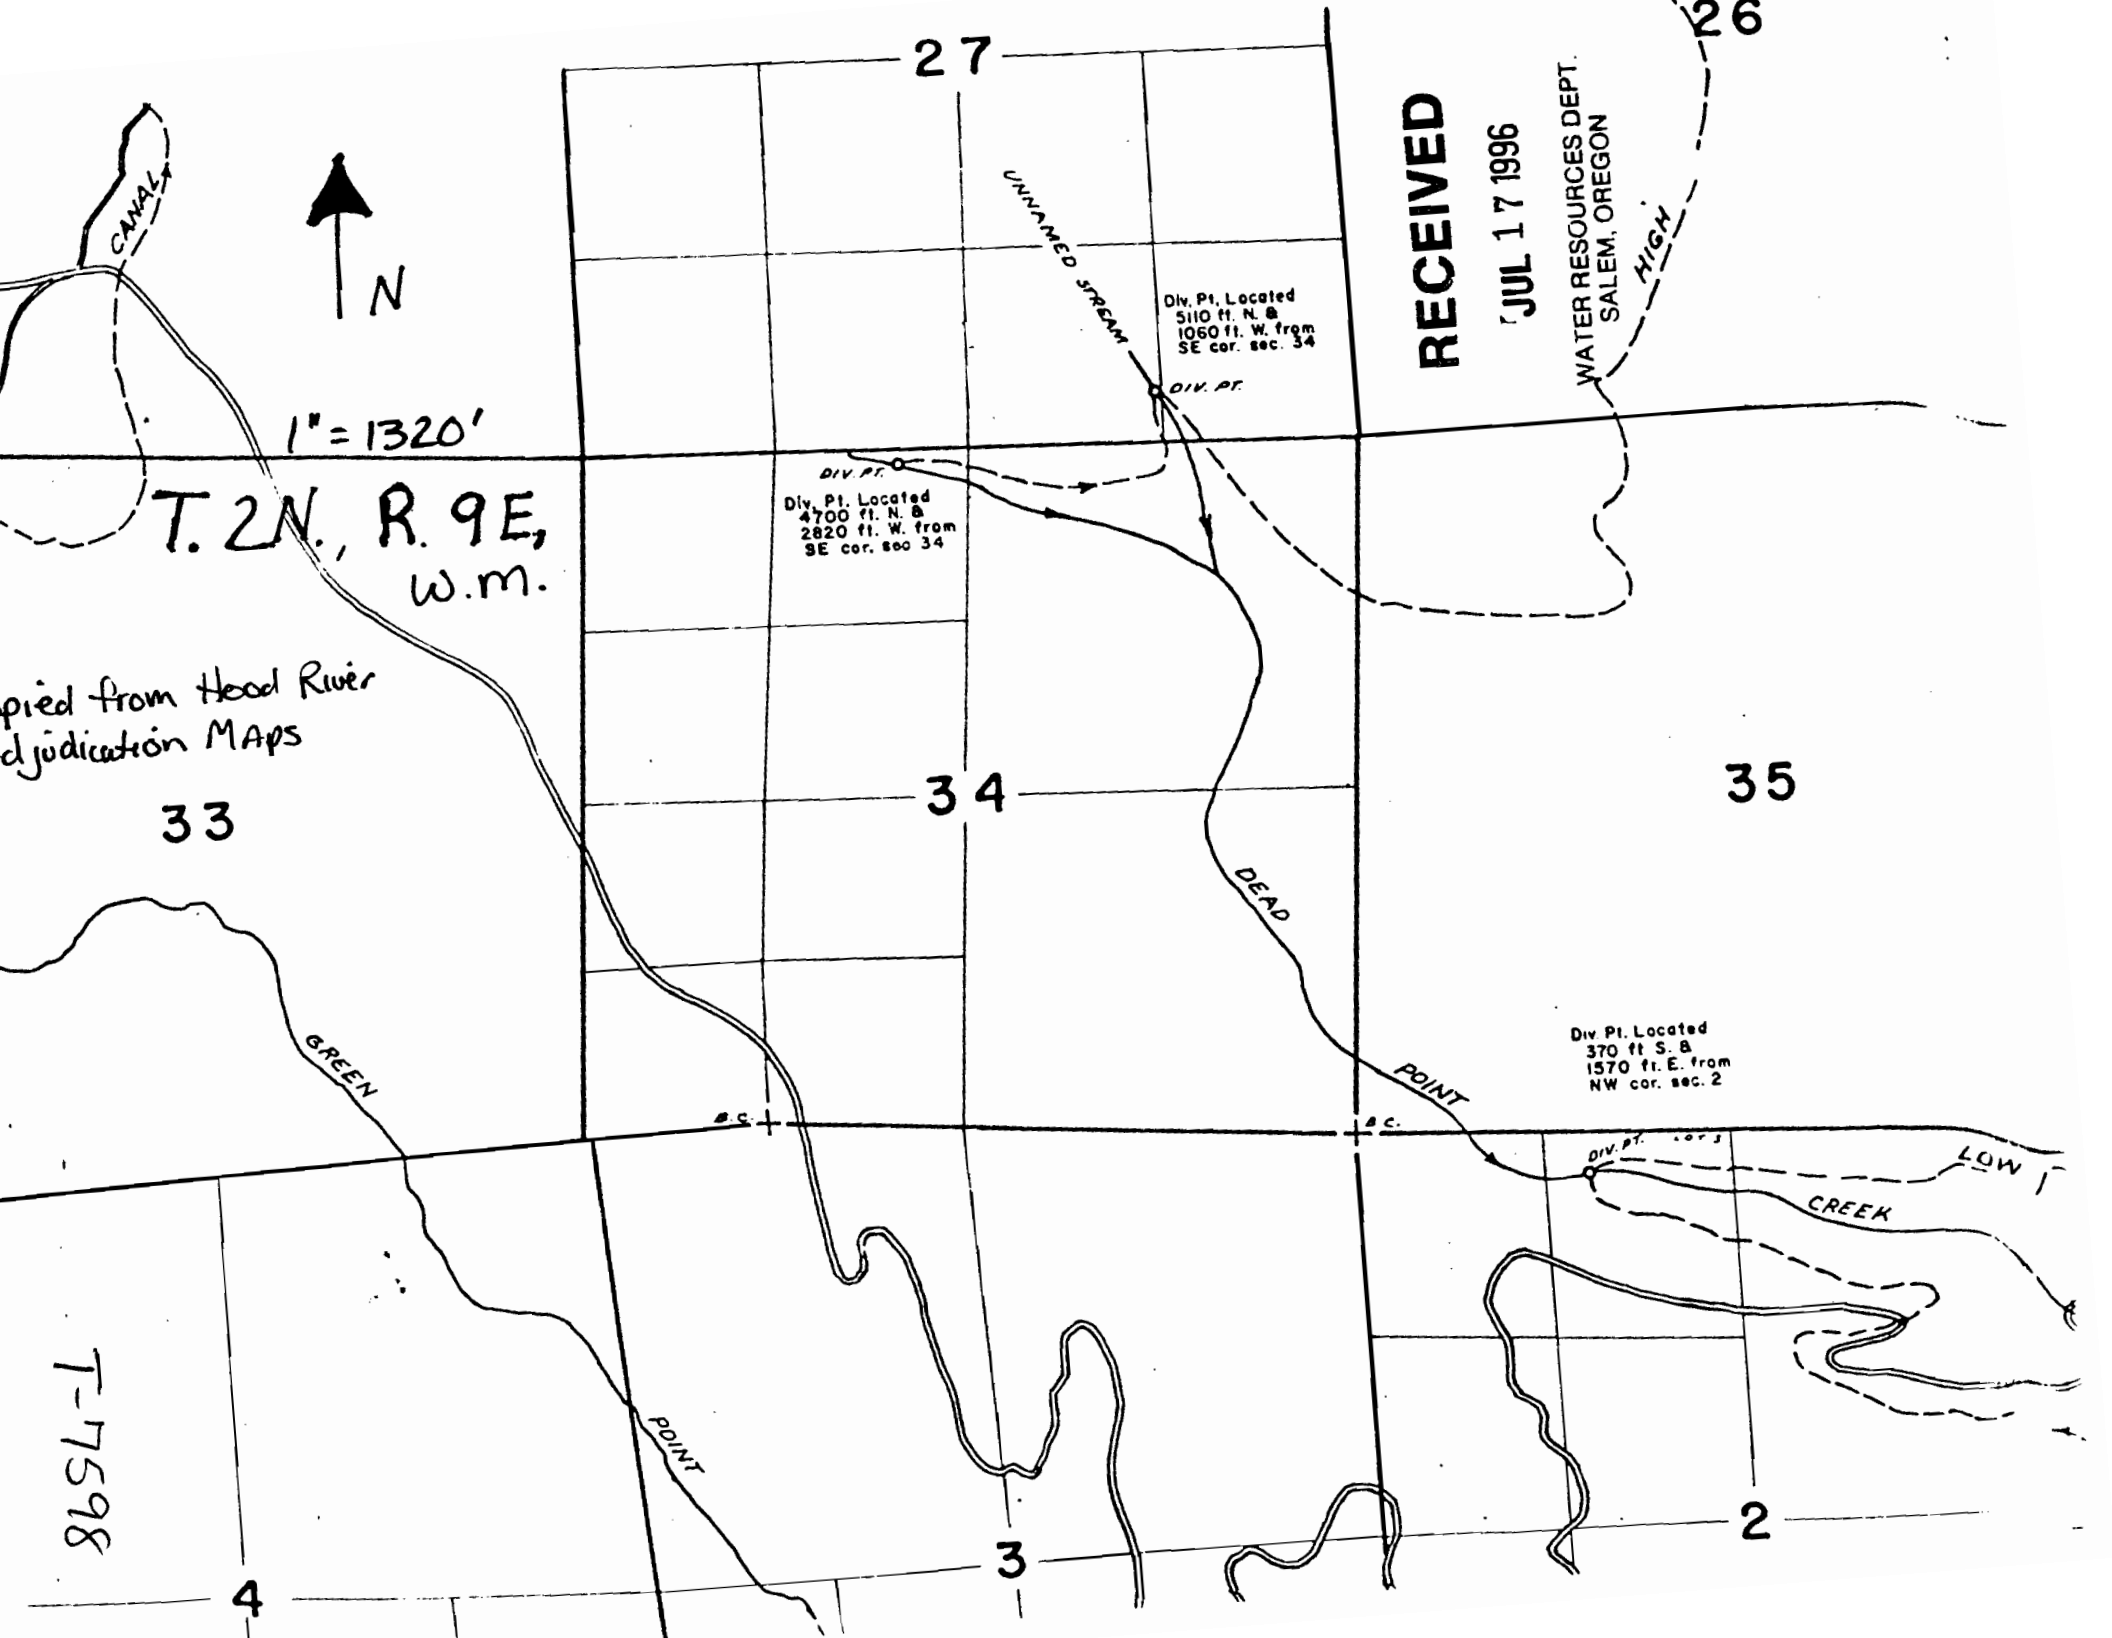 27
26
RECEIVED
JUL 17 1996
WATER RESOURCES DEPT.
SALEM, OREGON
HIGH
CANAL
N
UNNAMED STREAM
Div. Pt. Located
5110 ft. N. &
1060 ft. W. from
SE cor. sec. 34
DIV. PT.
1" = 1320'
T. 2N., R. 9E,
W.M.
DIV. PT.
Div. Pt. Located
4700 ft. N. &
2820 ft. W. from
SE cor. sec 34
pied from Hood River
djudication MAps
33
34
35
DEAD
GREEN
POINT
Div. Pt. Located
370 ft S. &
1570 ft. E. from
NW cor. sec. 2
B.C.
B.C.
DIV. PT.
LOT 3
LOW
CREEK
POINT
T-7598
4
3
2